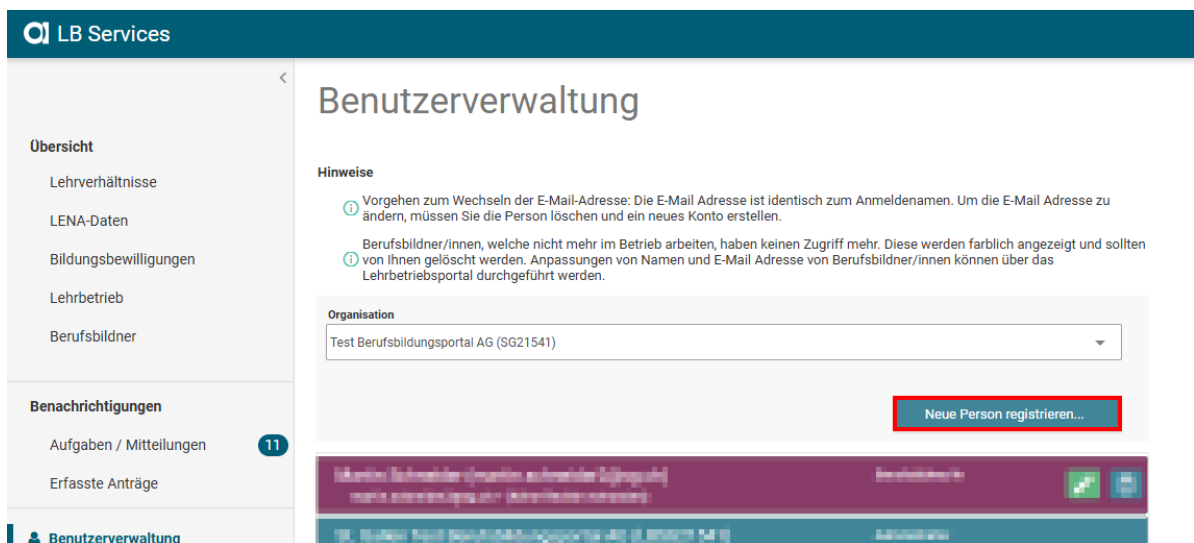 LB Services
Benutzerverwaltung
Übersicht
Lehrverhältnisse
LENA-Daten
Bildungsbewilligungen
Lehrbetrieb
Berufsbildner
Benachrichtigungen
Aufgaben / Mitteilungen 11
Erfasste Anträge
Benutzerverwaltung
Hinweise
Vorgehen zum Wechseln der E-Mail-Adresse: Die E-Mail Adresse ist identisch zum Anmeldenamen. Um die E-Mail Adresse zu
ändern, müssen Sie die Person löschen und ein neues Konto erstellen.
Berufsbildner/innen, welche nicht mehr im Betrieb arbeiten, haben keinen Zugriff mehr. Diese werden farblich angezeigt und sollten
von Ihnen gelöscht werden. Anpassungen von Namen und E-Mail Adresse von Berufsbildner/innen können über das
Lehrbetriebsportal durchgeführt werden.
Organisation
Test Berufsbildungsportal AG (SG21541)
Neue Person registrieren...